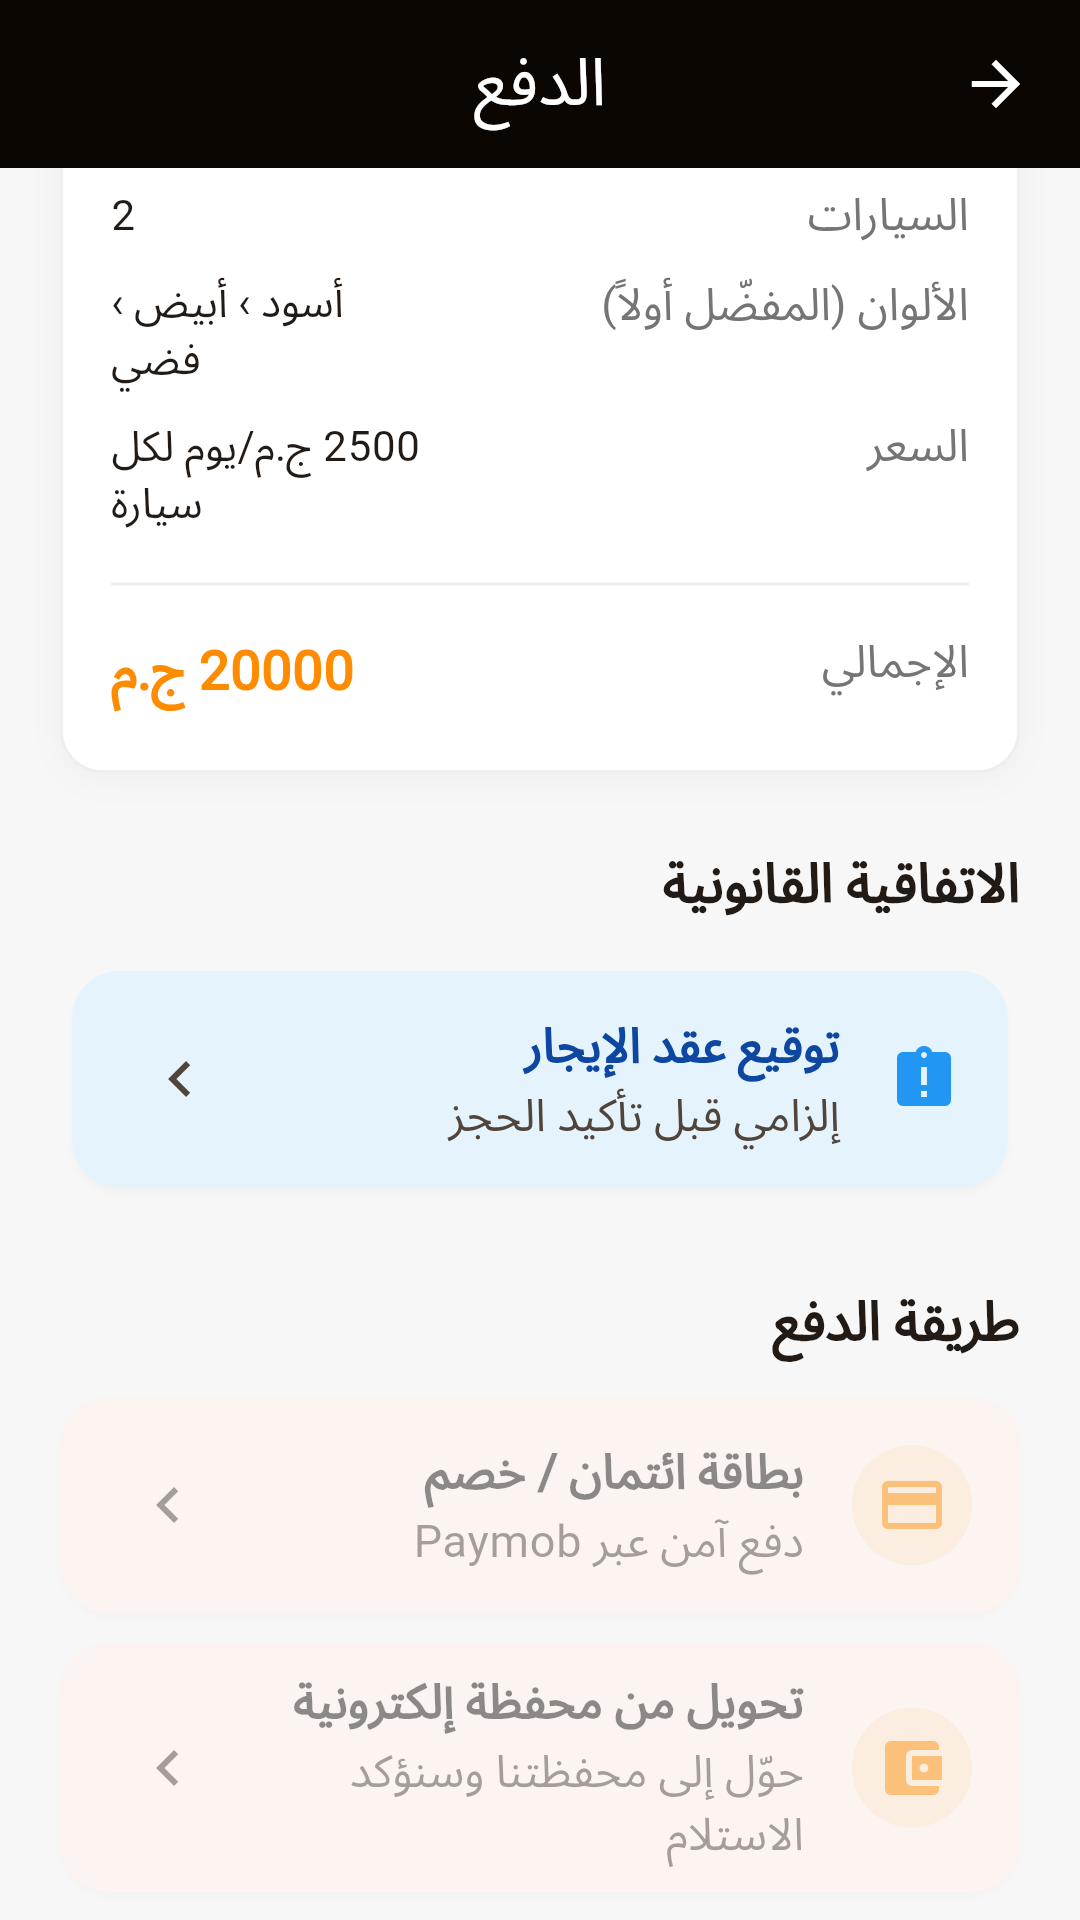 الدفع
السيارات 2
الألوان (المفضّل أولاً) أسود › أبيض ›
فضي
السعر 2500 ج.م/يوم لكل
سيارة
الإجمالي 20000 ج.م
الاتفاقية القانونية
توقيع عقد الإيجار
إلزامي قبل تأكيد الحجز
طريقة الدفع
بطاقة ائتمان / خصم
دفع آمن عبر Paymob
تحويل من محفظة إلكترونية
حوّل إلى محفظتنا وسنؤكد
الاستلام